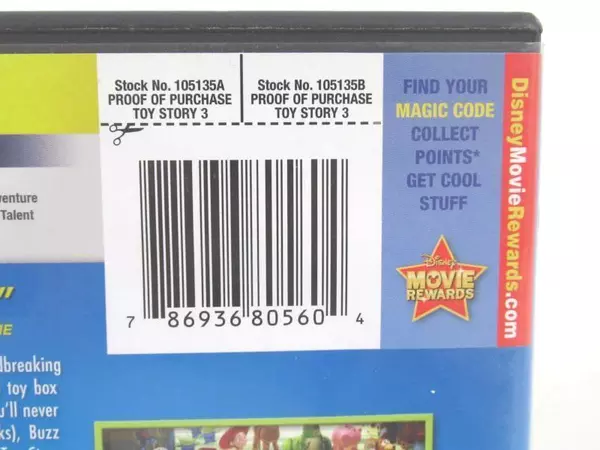 Stock No. 105135A
PROOF OF PURCHASE
TOY STORY 3
Stock No. 105135B
PROOF OF PURCHASE
TOY STORY 3
7 86936 80560 4
FIND YOUR
MAGIC CODE
COLLECT
POINTS*
GET COOL
STUFF
Disney
MOVIE
REWARDS
DisneyMovieRewards.com
Talent
toy box
u'll never
ks), Buzz